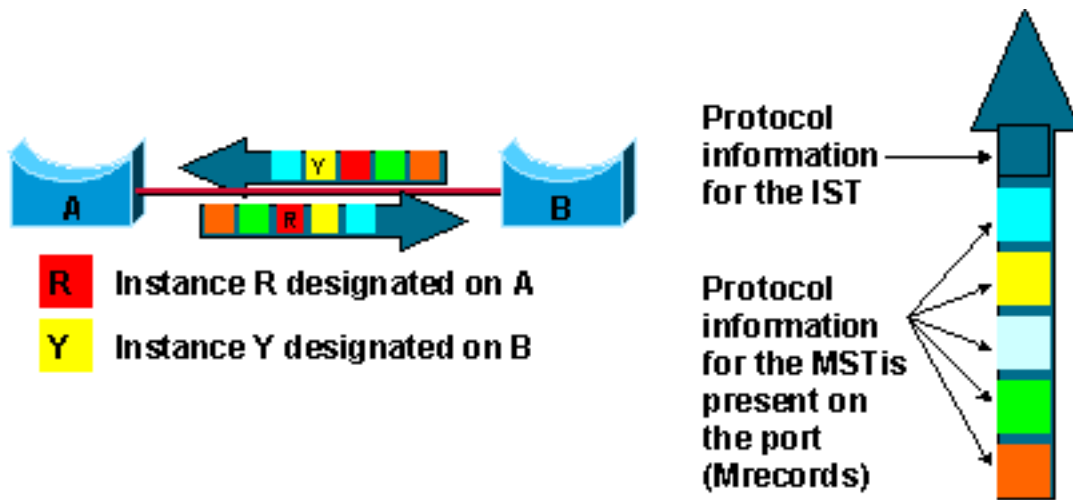 Y
A
B
R
R Instance R designated on A
Y Instance Y designated on B
Protocol
information
for the IST
Protocol
information
for the MSTis
present on
the port
(Mrecords)